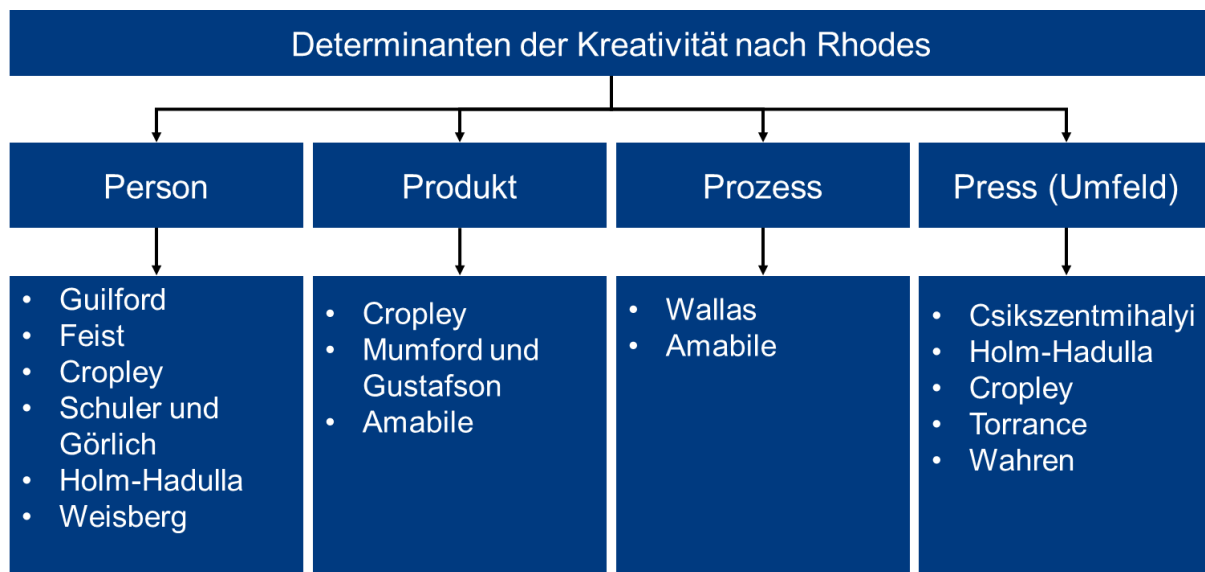 Determinanten der Kreativität nach Rhodes
Person
Produkt
Prozess
Press (Umfeld)
• Guilford
• Feist
• Cropley
• Schuler und
Görlich
• Holm-Hadulla
• Weisberg
• Cropley
• Mumford und
Gustafson
• Amabile
• Wallas
• Amabile
• Csikszentmihalyi
• Holm-Hadulla
• Cropley
• Torrance
• Wahren